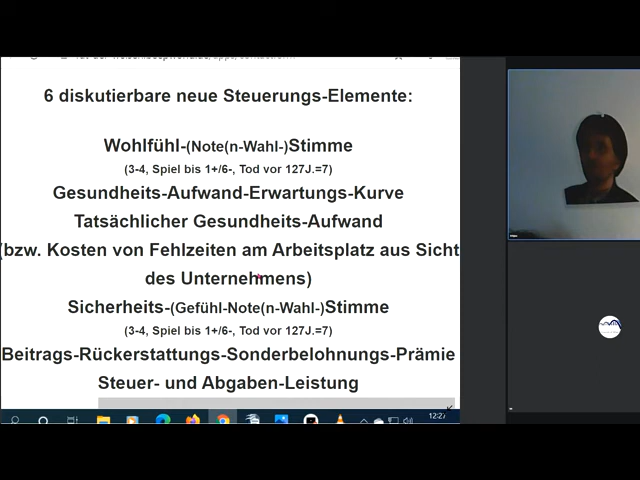 6 diskutierbare neue Steuerungs-Elemente:
Wohlfühl-(Note(n-Wahl-)Stimme
(3-4, Spiel bis 1+/6-, Tod vor 127J.=7)
Gesundheits-Aufwand-Erwartungs-Kurve
Tatsächlicher Gesundheits-Aufwand
(bzw. Kosten von Fehlzeiten am Arbeitsplatz aus Sicht
des Unternehmens)
Sicherheits-(Gefühl-Note(n-Wahl-)Stimme
(3-4, Spiel bis 1+/6-, Tod vor 127J.=7)
Beitrags-Rückerstattungs-Sonderbelohnungs-Prämie
Steuer- und Abgaben-Leistung
12:27